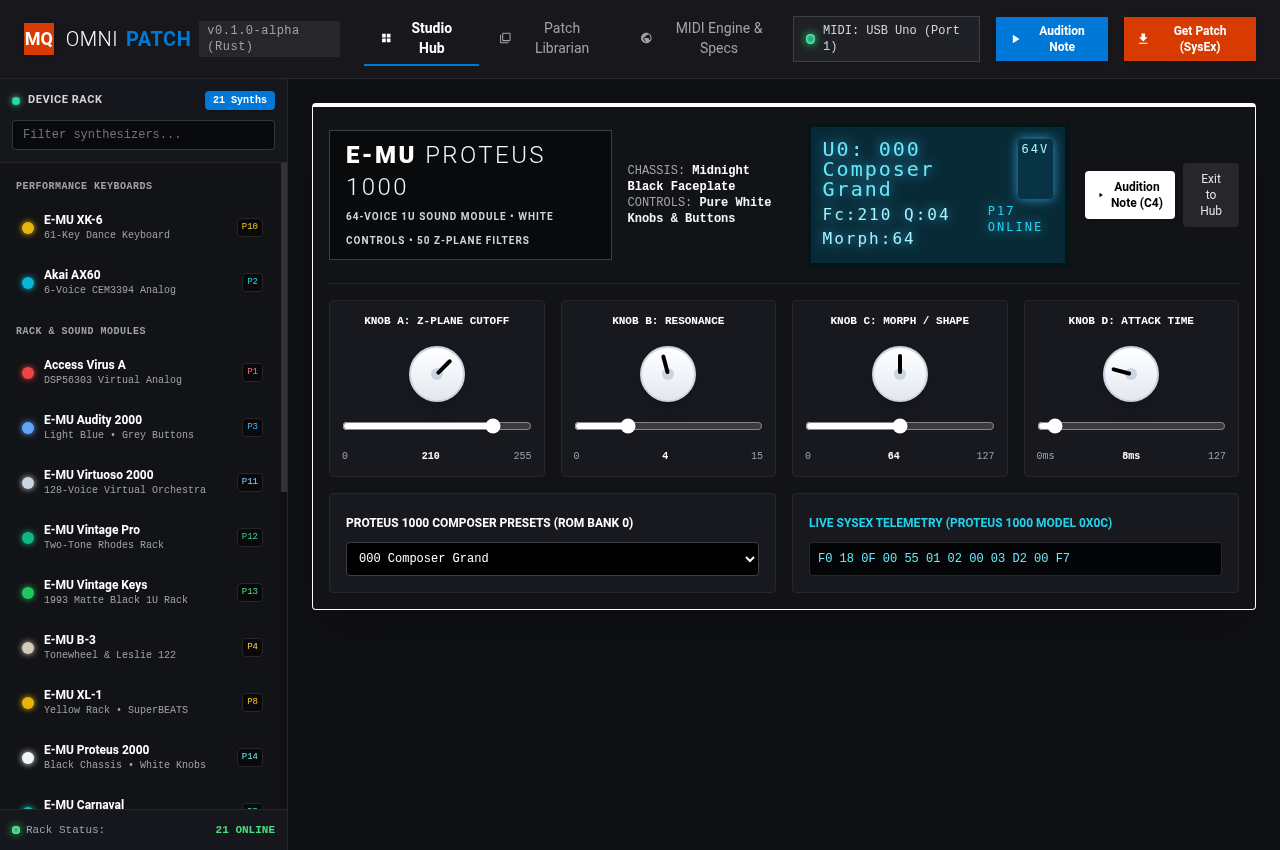 MQ OMNI PATCH
v0.1.0-alpha
(Rust)
Studio
Hub
Patch
Librarian
MIDI Engine &
Specs
MIDI: USB Uno (Port
1)
Audition
Note
Get Patch
(SysEx)
DEVICE RACK
21 Synths
Filter synthesizers...
PERFORMANCE KEYBOARDS
E-MU XK-6
61-Key Dance Keyboard
P10
Akai AX60
6-Voice CEM3394 Analog
P2
RACK & SOUND MODULES
Access Virus A
DSP56303 Virtual Analog
P1
E-MU Audity 2000
Light Blue • Grey Buttons
P3
E-MU Virtuoso 2000
128-Voice Virtual Orchestra
P11
E-MU Vintage Pro
Two-Tone Rhodes Rack
P12
E-MU Vintage Keys
1993 Matte Black 1U Rack
P13
E-MU B-3
Tonewheel & Leslie 122
P4
E-MU XL-1
Yellow Rack • SuperBEATS
P8
E-MU Proteus 2000
Black Chassis • White Knobs
P14
E-MU Carnaval
Rack Status:
21 ONLINE
E-MU PROTEUS
1000
64-VOICE 1U SOUND MODULE • WHITE
CONTROLS • 50 Z-PLANE FILTERS
CHASSIS: Midnight
Black Faceplate
CONTROLS: Pure White
Knobs & Buttons
U0: 000
Composer
Grand
64V
Fc:210 Q:04
Morph:64
P17
ONLINE
Audition
Note (C4)
Exit
to
Hub
KNOB A: Z-PLANE CUTOFF
0 210 255
KNOB B: RESONANCE
0 4 15
KNOB C: MORPH / SHAPE
0 64 127
KNOB D: ATTACK TIME
0ms 8ms 127
PROTEUS 1000 COMPOSER PRESETS (ROM BANK 0)
000 Composer Grand
LIVE SYSEX TELEMETRY (PROTEUS 1000 MODEL 0X0C)
F0 18 0F 00 55 01 02 00 03 D2 00 F7